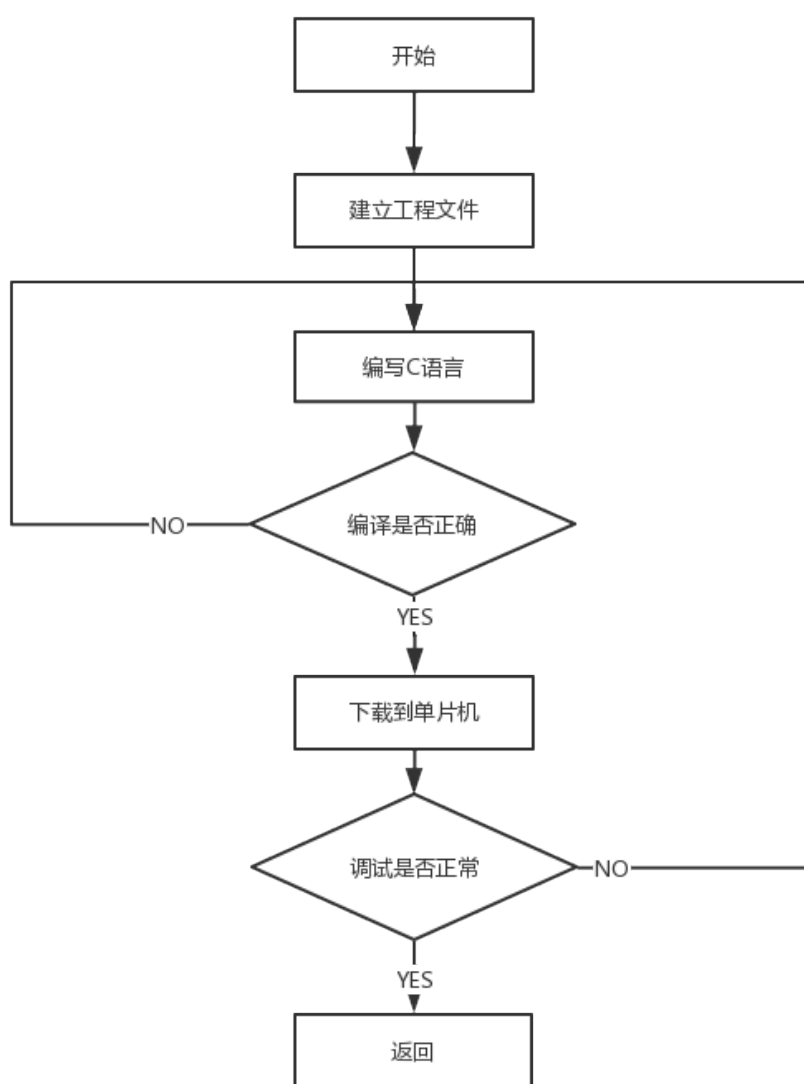 开始
建立工程文件
编写C语言
编译是否正确
NO
YES
下载到单片机
调试是否正常
NO
YES
返回